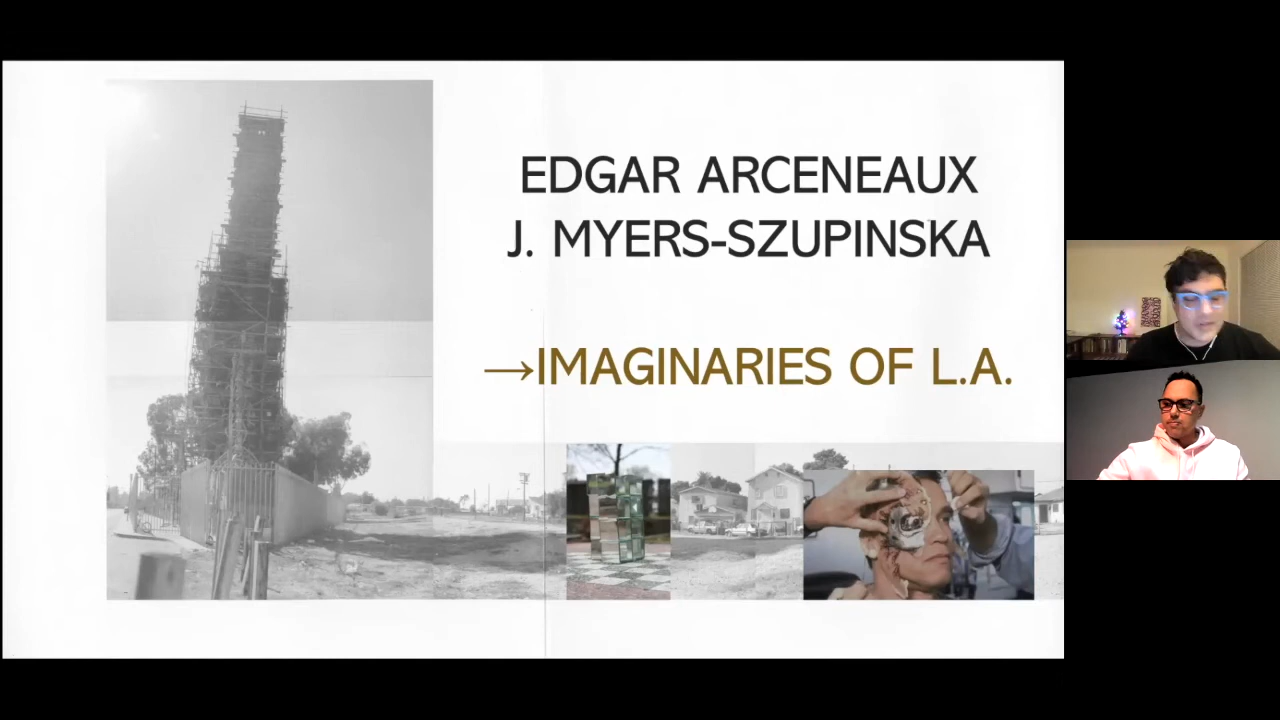 EDGAR ARCENEAUX
J. MYERS-SZUPINSKA
→IMAGINARIES OF L.A.